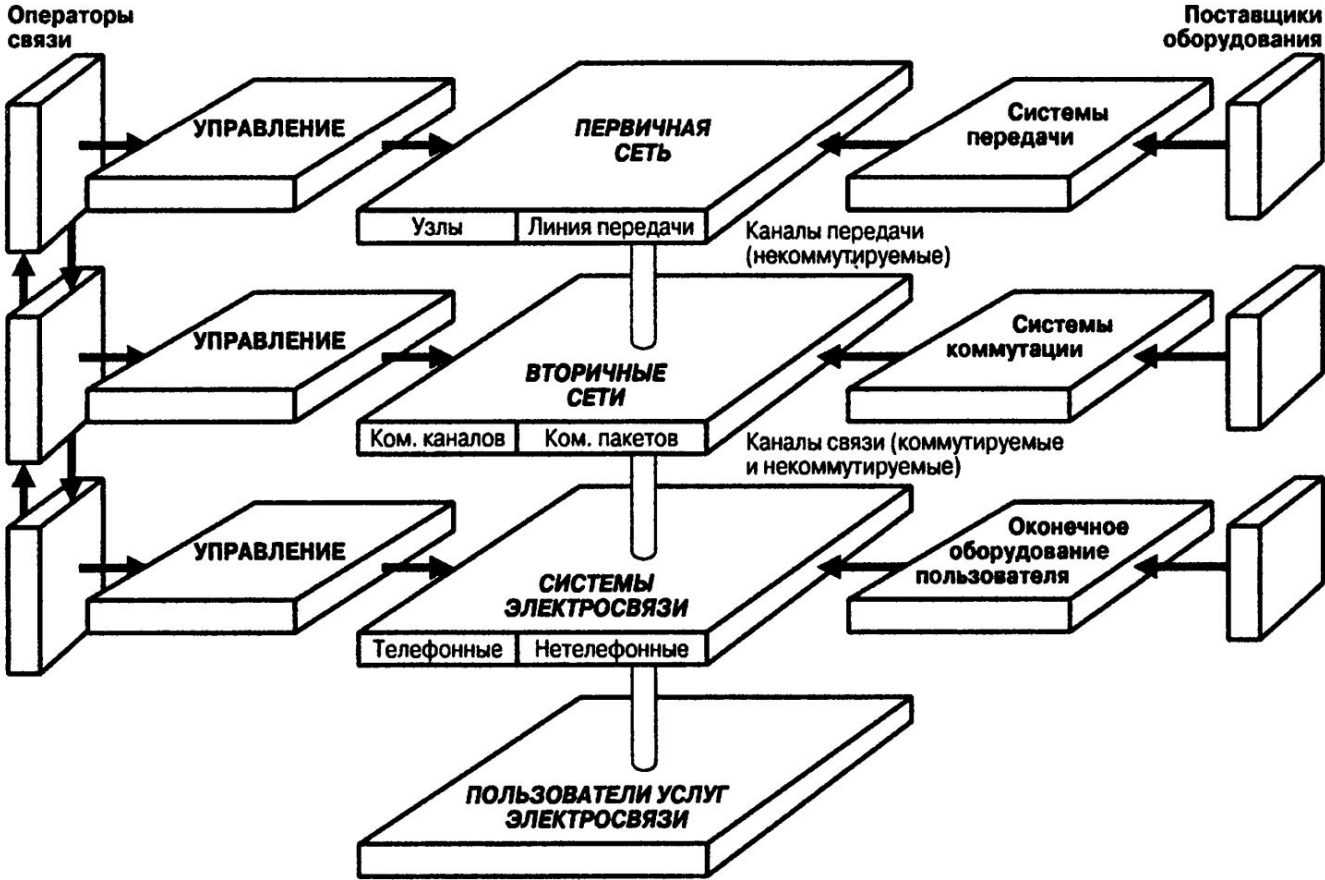 Операторы
связи
Поставщики
оборудования
УПРАВЛЕНИЕ
ПЕРВИЧНАЯ
СЕТЬ
Системы
передачи
Узлы
Линия передачи
Каналы передачи
(некоммутируемые)
УПРАВЛЕНИЕ
ВТОРИЧНЫЕ
СЕТИ
Системы
коммутации
Ком. каналов
Ком. пакетов
Каналы связи (коммутируемые
и некоммутируемые)
УПРАВЛЕНИЕ
СИСТЕМЫ
ЭЛЕКТРОСВЯЗИ
Оконечное
оборудование
пользователя
Телефонные
Нетелефонные
ПОЛЬЗОВАТЕЛИ УСЛУГ
ЭЛЕКТРОСВЯЗИ